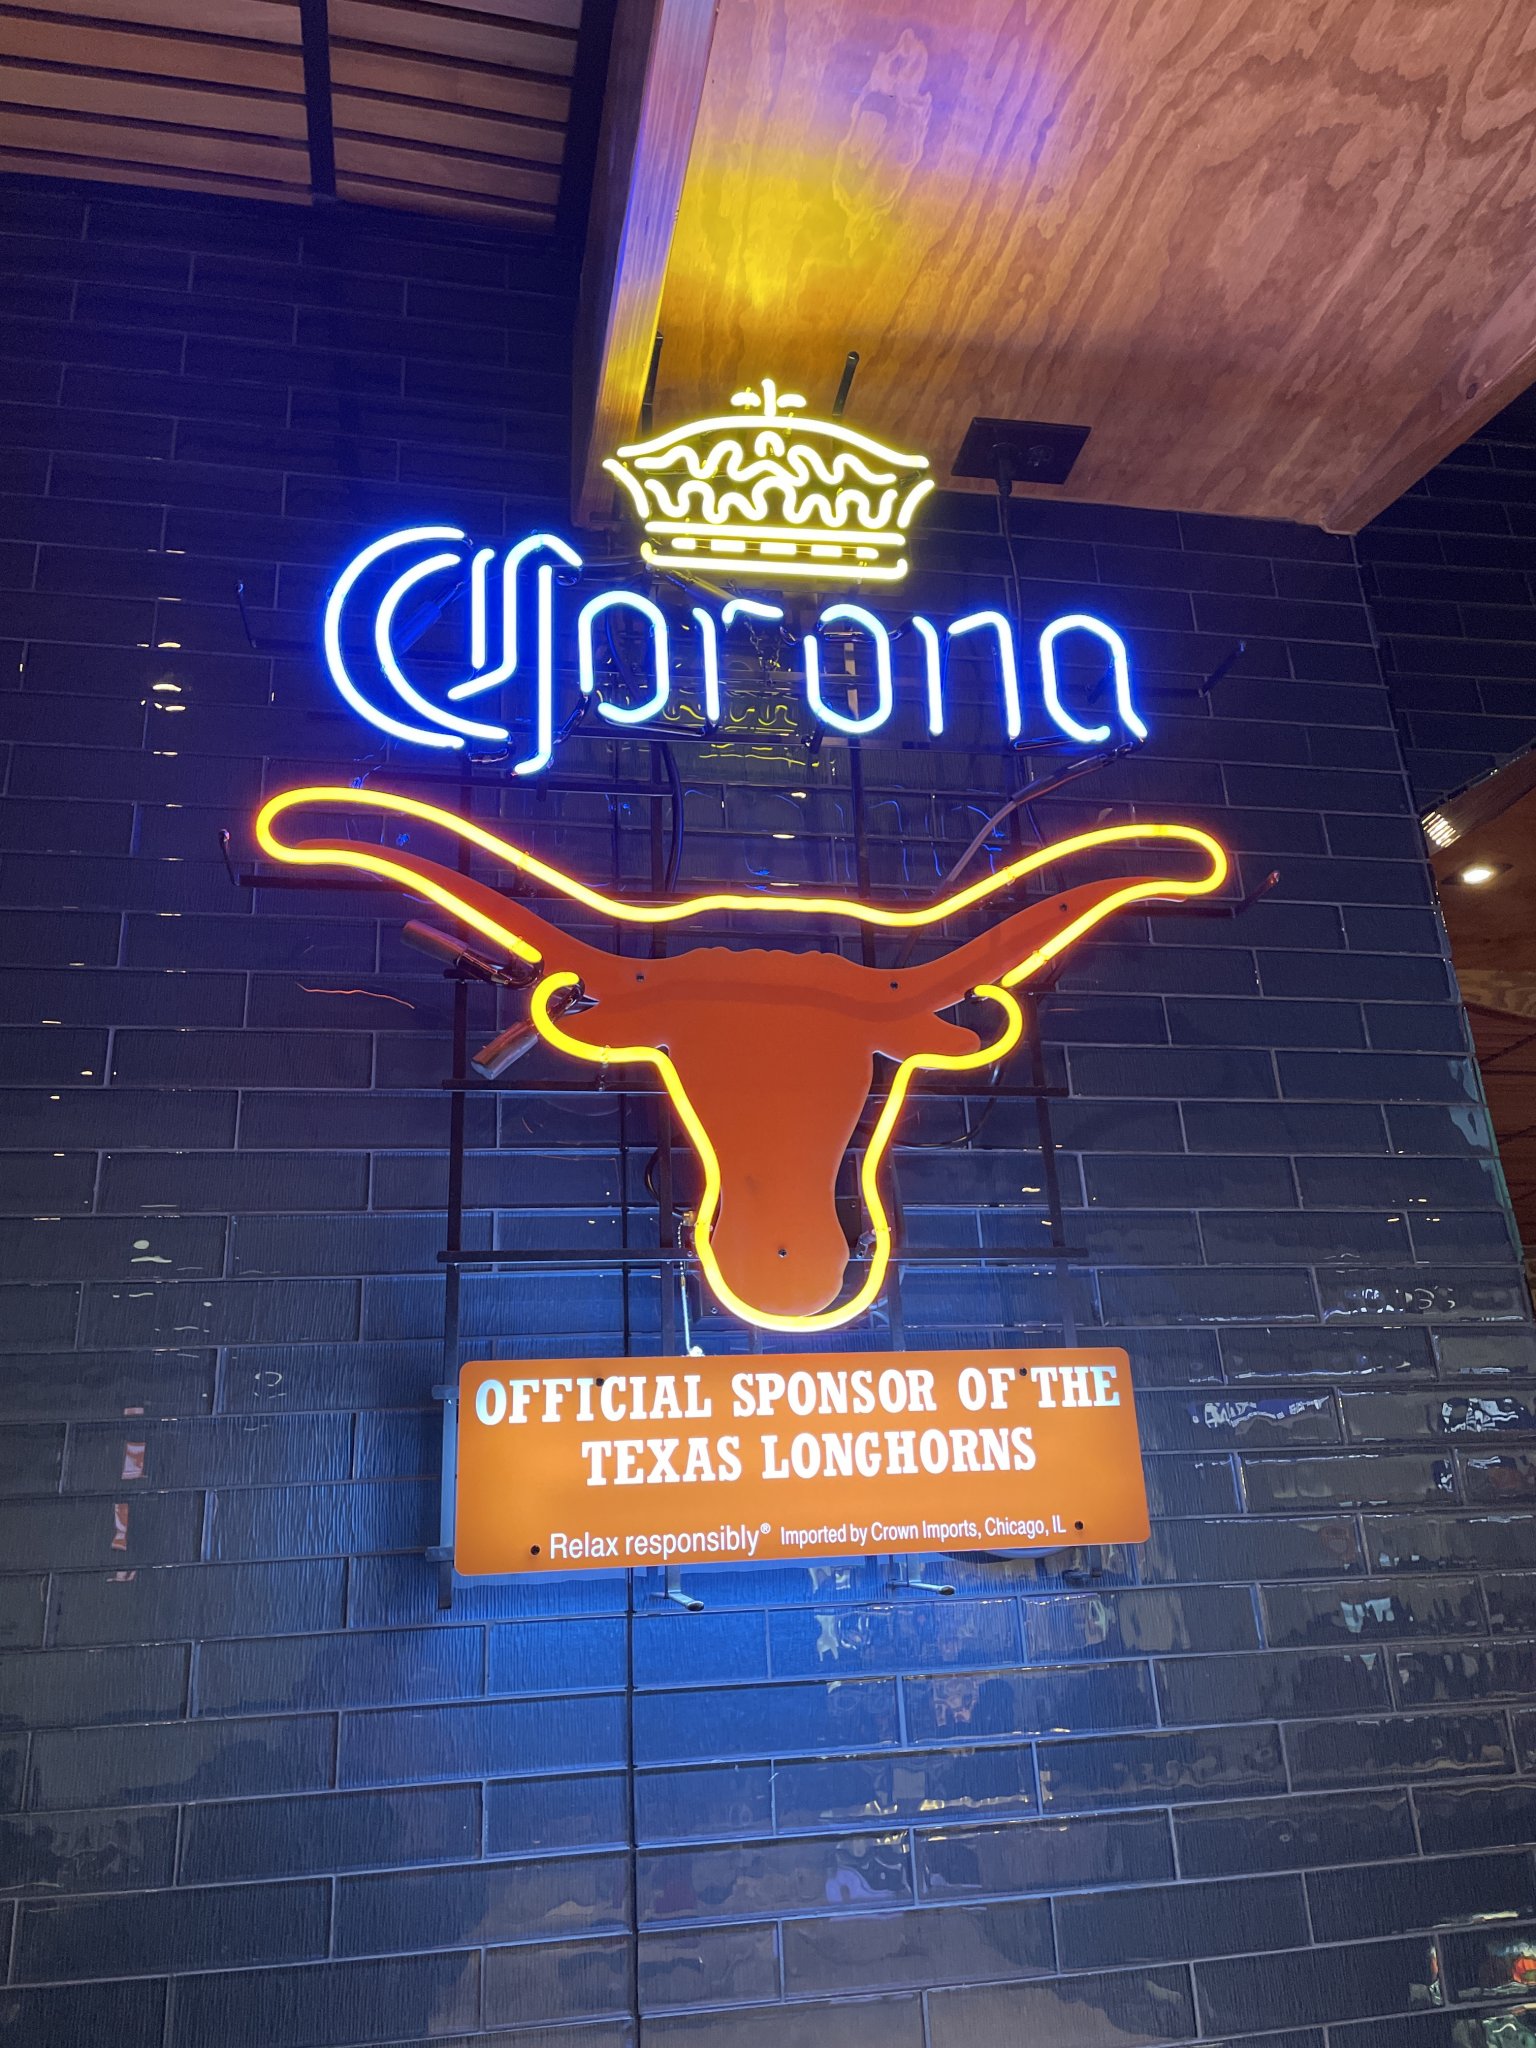 Corona
OFFICIAL SPONSOR OF THE
TEXAS LONGHORNS
Relax responsibly® Imported by Crown Imports, Chicago, IL